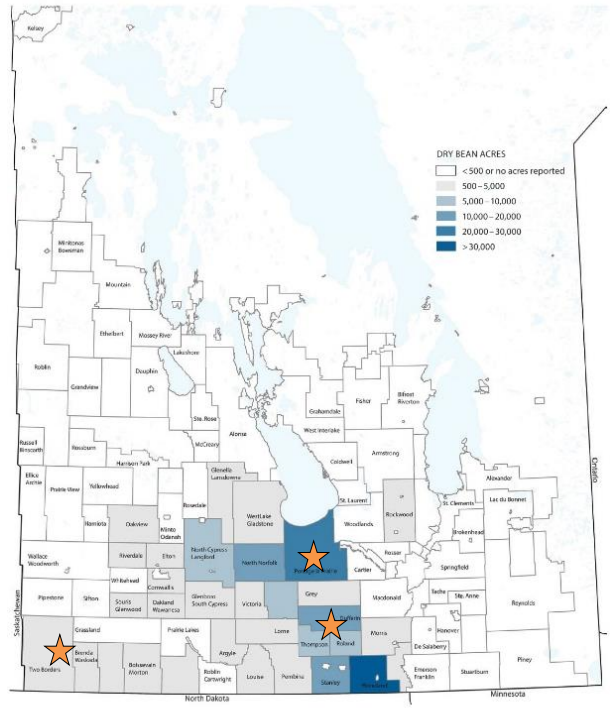 Kelsey
DRY BEAN ACRES
<500 or no acres reported
500–5,000
5,000–10,000
10,000–20,000
20,000–30,000
>30,000
Minitonas
Bowsman
Mountain
Ethelbert
Mossey River
Lakeshore
Roblin
Dauphin
Grandview
Fisher
Bifrost
Riverton
Grahamdale
Ste. Rose
West Interlake
Alonsa
Russell
Binscarth
Rossburn
McCreary
Armstrong
Harrison Park
Coldwell
Glenella
Lansdowne
Alexander
Ellice
Archie
Prairie View
Yellowhead
Rosedale
St. Laurent
St. Clements
Lac du Bonnet
Ontario
Hamiota
Oakview
Minto
Odanah
WestLake
Gladstone
Woodlands
Rockwood
Brokenhead
Wallace
Woodworth
Riverdale
Elton
North Cypress
Langford
North Norfolk
Rosser
Cartier
Springfield
Whitehead
Cornwallis
Pipestone
Sifton
Souris
Glenwood
Oakland
Wawanesa
Glenboro
South Cypress
Victoria
Grey
Macdonald
Tache
Ste. Anne
Reynolds
Saskatchewan
Grassland
Prairie Lakes
Lorne
Dufferin
Thompson
Roland
Morris
Hanover
De Salaberry
Two Borders
Brenda
Waskada
Boissevain
Morton
Argyle
Roblin
Cartwright
Louise
Pembina
Stanley
Rhineland
Emerson
Franklin
Stuartburn
Piney
North Dakota
Minnesota